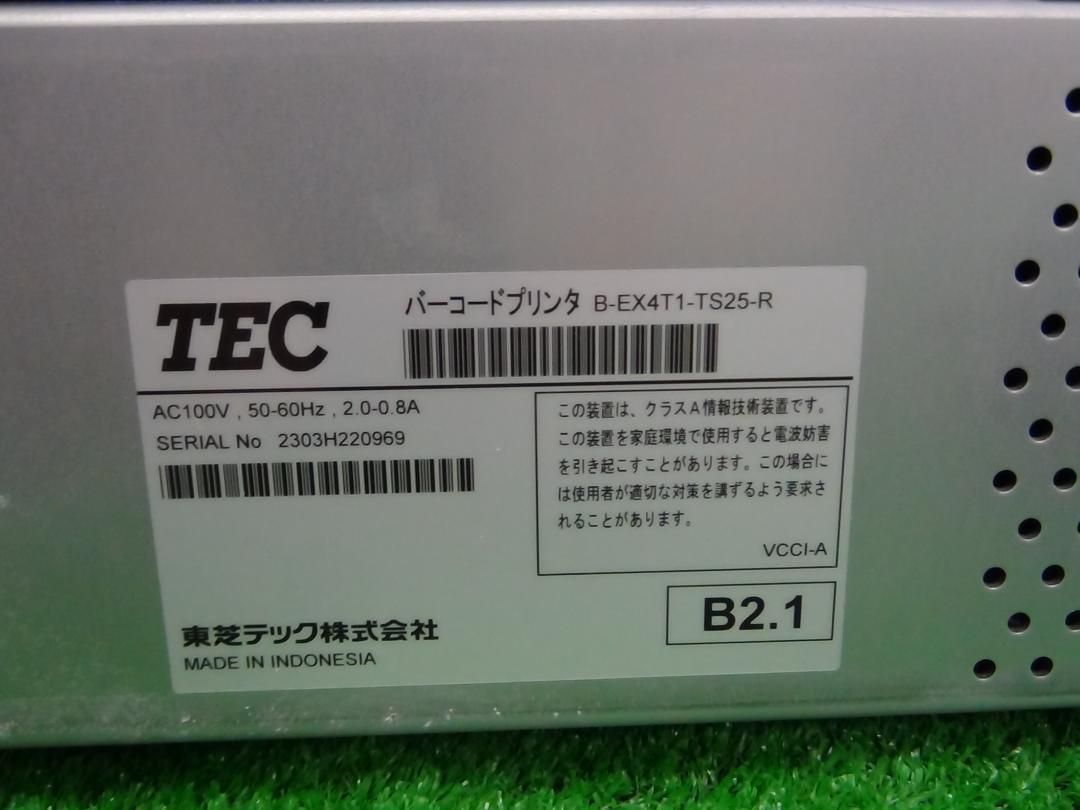 TEC
バーコードプリンタ B-EX4T1-TS25-R
AC100V , 50-60Hz , 2.0-0.8A
SERIAL No 2303H220969
この装置は、クラスA情報技術装置です。
この装置を家庭環境で使用すると電波妨害
を引き起こすことがあります。この場合に
は使用者が適切な対策を講ずるよう要求さ
れることがあります。
VCCI-A
B2.1
東芝テック株式会社
MADE IN INDONESIA